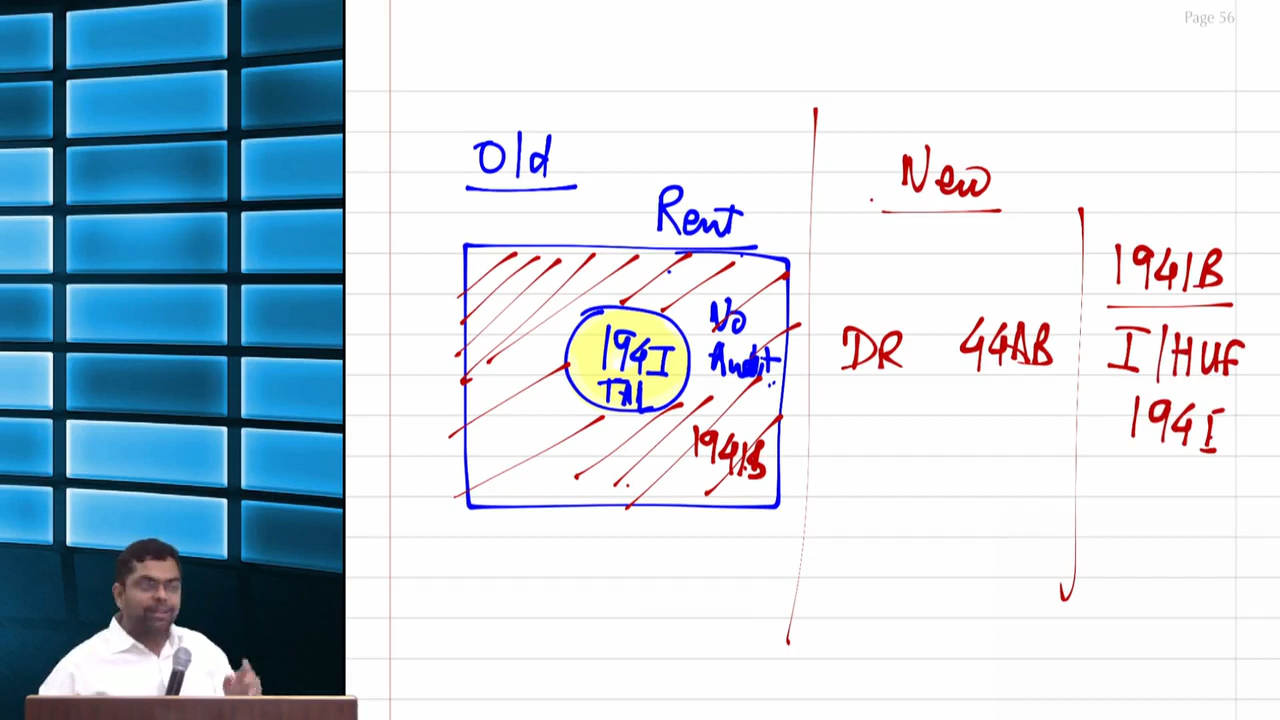 Page 56
Old
Rent
194I
TAL
No
Audit
194IB
New
DR 44AB
194IB
I/HUF
194I